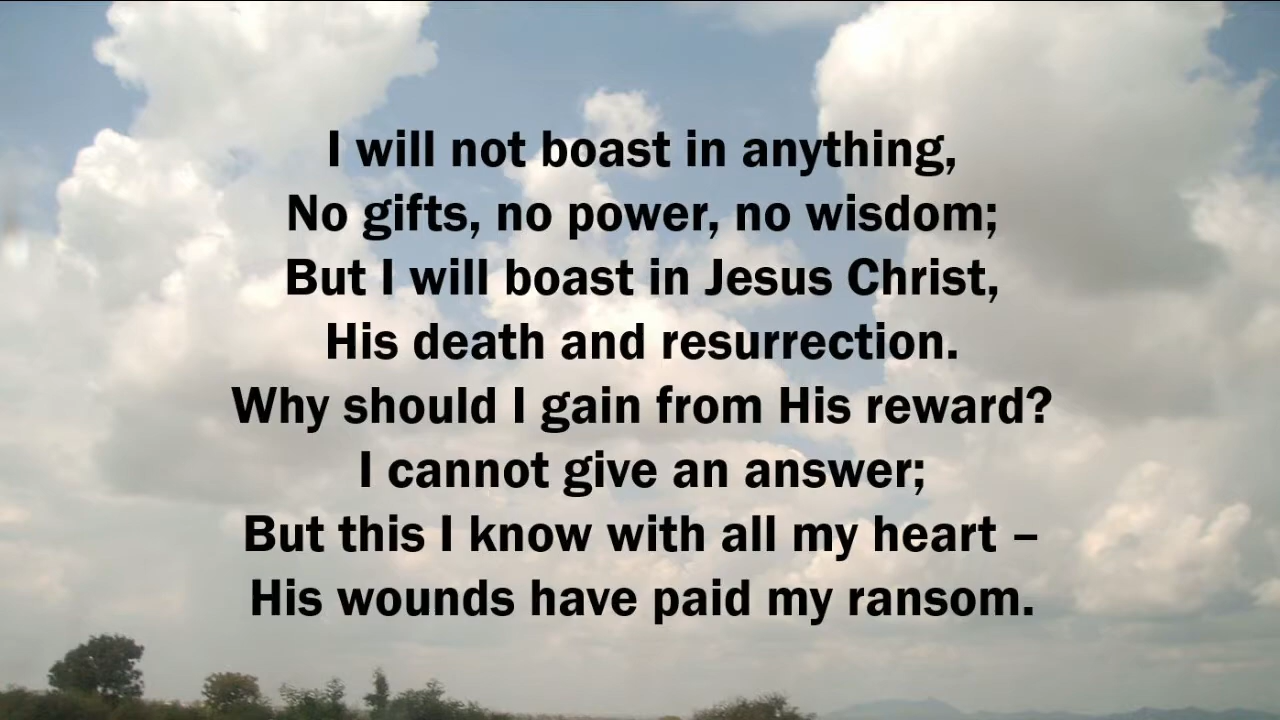 I will not boast in anything,
No gifts, no power, no wisdom;
But I will boast in Jesus Christ,
His death and resurrection.
Why should I gain from His reward?
I cannot give an answer;
But this I know with all my heart –
His wounds have paid my ransom.